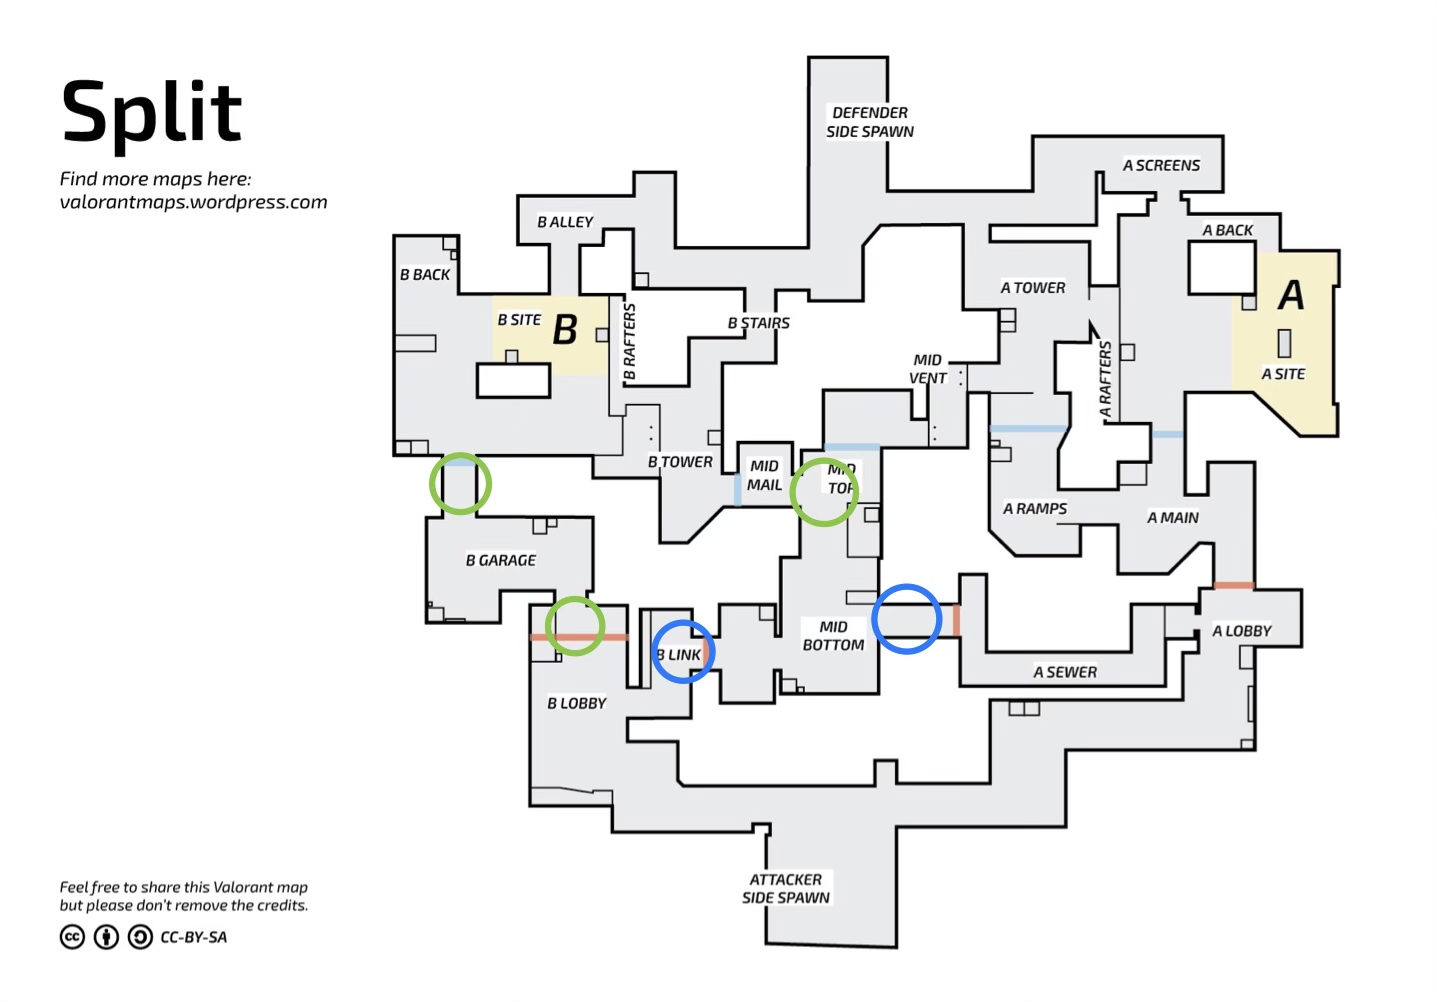 Split
Find more maps here:
valorantmaps.wordpress.com
DEFENDER
SIDE SPAWN
A SCREENS
B ALLEY
A BACK
B BACK
A TOWER
A
B SITE
B
B STAIRS
B RAFTERS
MID
VENT
A RAFTERS
A SITE
B TOWER
MID
MAIL
MID
TOP
A RAMPS
A MAIN
B GARAGE
MID
BOTTOM
A LOBBY
B LINK
A SEWER
B LOBBY
ATTACKER
SIDE SPAWN
Feel free to share this Valorant map
but please don't remove the credits.
cc CC-BY-SA